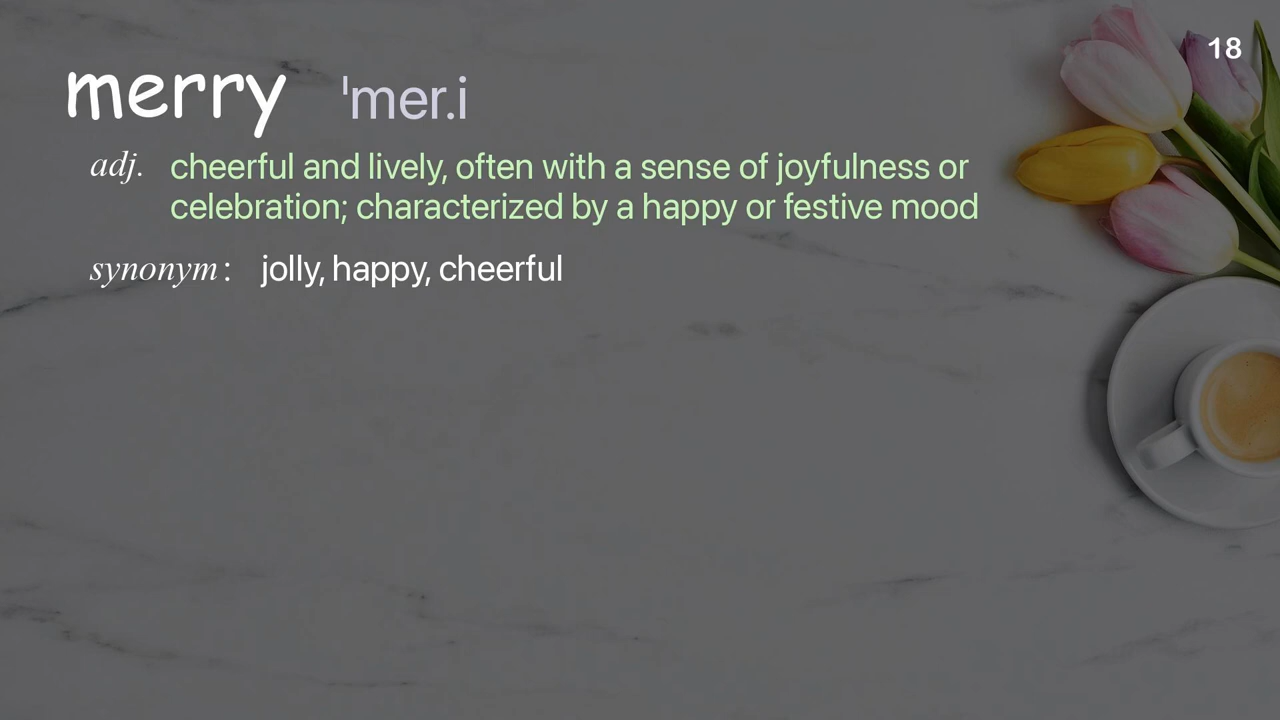 18
merry ˈmer.i
adj. cheerful and lively, often with a sense of joyfulness or
celebration; characterized by a happy or festive mood
synonym: jolly, happy, cheerful